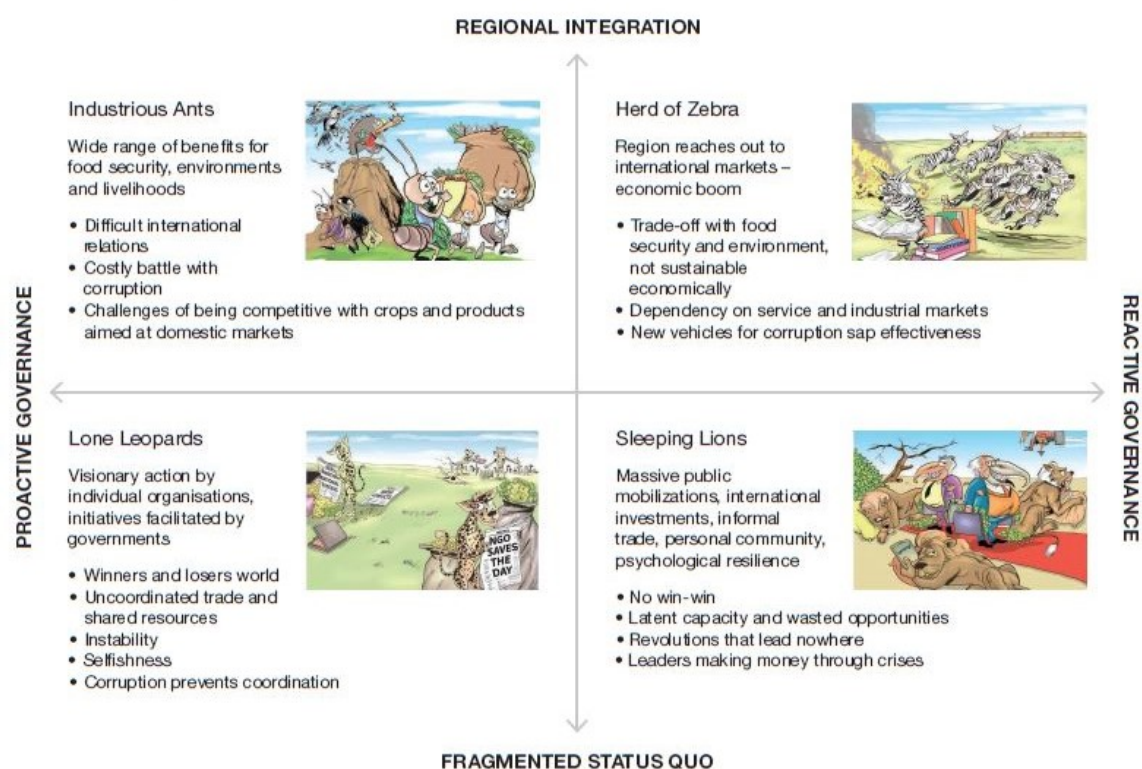 REGIONAL INTEGRATION
Industrious Ants
Wide range of benefits for
food security, environments
and livelihoods
• Difficult international
relations
• Costly battle with
corruption
• Challenges of being competitive with crops and products
aimed at domestic markets
Herd of Zebra
Region reaches out to
international markets –
economic boom
• Trade-off with food
security and environment,
not sustainable
economically
• Dependency on service and industrial markets
• New vehicles for corruption sap effectiveness
PROACTIVE GOVERNANCE
REACTIVE GOVERNANCE
Lone Leopards
Visionary action by
individual organisations,
initiatives facilitated by
governments
• Winners and losers world
• Uncoordinated trade and
shared resources
• Instability
• Selfishness
• Corruption prevents coordination
NGO
SAVES
THE
DAY
Sleeping Lions
Massive public
mobilizations, international
investments, informal
trade, personal community,
psychological resilience
• No win-win
• Latent capacity and wasted opportunities
• Revolutions that lead nowhere
• Leaders making money through crises
FRAGMENTED STATUS QUO